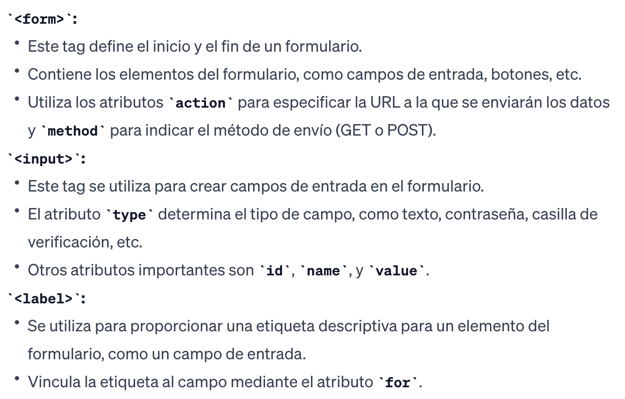 `<form>`:
• Este tag define el inicio y el fin de un formulario.
• Contiene los elementos del formulario, como campos de entrada, botones, etc.
• Utiliza los atributos `action` para especificar la URL a la que se enviarán los datos
y `method` para indicar el método de envío (GET o POST).
`<input>`:
• Este tag se utiliza para crear campos de entrada en el formulario.
• El atributo `type` determina el tipo de campo, como texto, contraseña, casilla de
verificación, etc.
• Otros atributos importantes son `id`, `name`, y `value`.
`<label>`:
• Se utiliza para proporcionar una etiqueta descriptiva para un elemento del
formulario, como un campo de entrada.
• Vincula la etiqueta al campo mediante el atributo `for`.